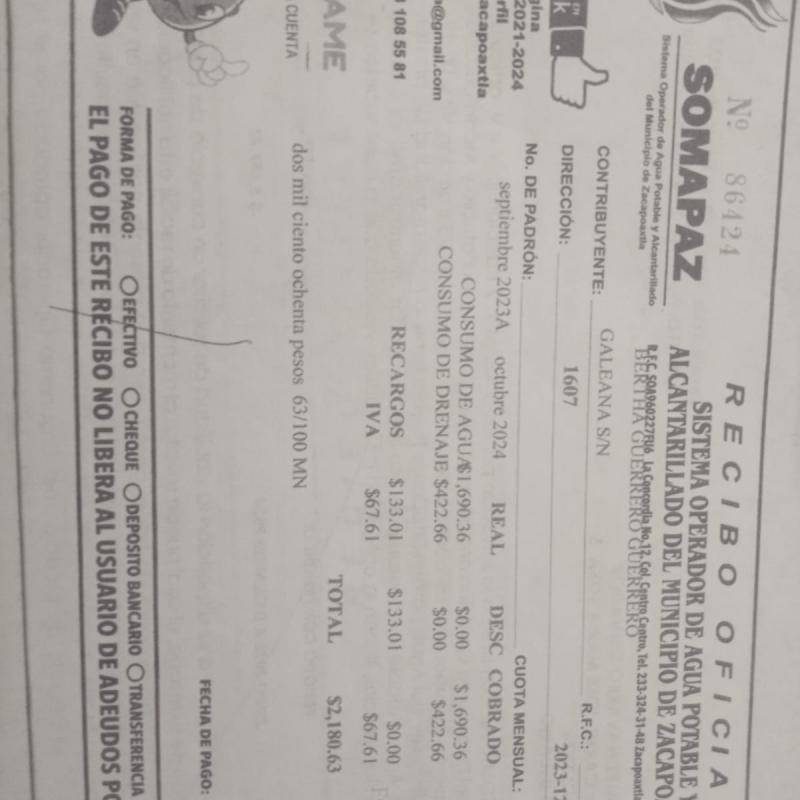 Nº 86424
RECIBO OFICIA
SOMAPAZ
Sistema Operador de Agua Potable y Alcantarillado
del Municipio de Zacapoaxtla
SISTEMA OPERADOR DE AGUA POTABLE Y
ALCANTARILLADO DEL MUNICIPIO DE ZACAPO
R.F.C. La Concordia No. 12, Col. Centro Tel. 233-324-31-48 Zacapoaxtla
BERTHA GUERRERO GUERRERO
CONTRIBUYENTE: GALEANA S/N R.F.C.:
DIRECCIÓN: 1607 2023-12
No. DE PADRÓN: CUOTA MENSUAL:
gina
2021-2024
rfil
acapoaxtla
a@gmail.com
108 55 81
AME
CUENTA
septiembre 2023A octubre 2024 REAL DESC COBRADO
CONSUMO DE AGUA $1,690.36 $0.00 $1,690.36
CONSUMO DE DRENAJE $422.66 $0.00 $422.66
RECARGOS $133.01 $133.01 $0.00
IVA $67.61 $67.61
TOTAL $2,180.63
dos mil ciento ochenta pesos 63/100 MN
FECHA DE PAGO:
FORMA DE PAGO: EFECTIVO CHEQUE DEPOSITO BANCARIO TRANSFERENCIA
EL PAGO DE ESTE RECIBO NO LIBERA AL USUARIO DE ADEUDOS PO